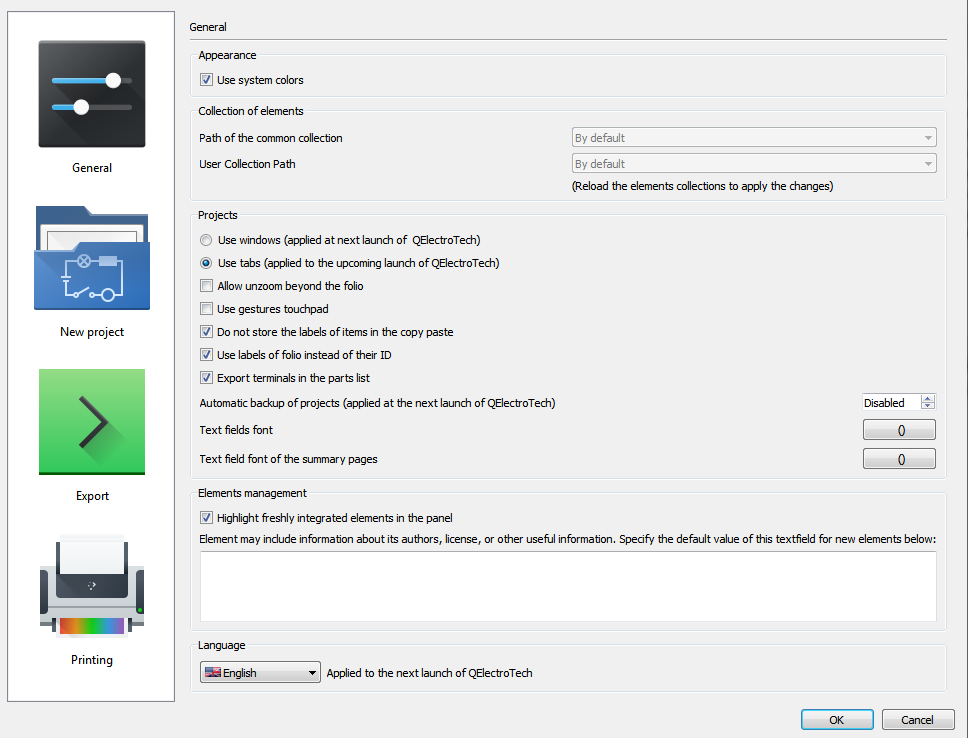 General
New project
Export
Printing
General
Appearance
Use system colors
Collection of elements
Path of the common collection By default
User Collection Path By default
(Reload the elements collections to apply the changes)
Projects
Use windows (applied at next launch of QElectroTech)
Use tabs (applied to the upcoming launch of QElectroTech)
Allow unzoom beyond the folio
Use gestures touchpad
Do not store the labels of items in the copy paste
Use labels of folio instead of their ID
Export terminals in the parts list
Automatic backup of projects (applied at the next launch of QElectroTech) Disabled
Text fields font ()
Text field font of the summary pages ()
Elements management
Highlight freshly integrated elements in the panel
Element may include information about its authors, license, or other useful information. Specify the default value of this textfield for new elements below:
Language
English Applied to the next launch of QElectroTech
OK Cancel